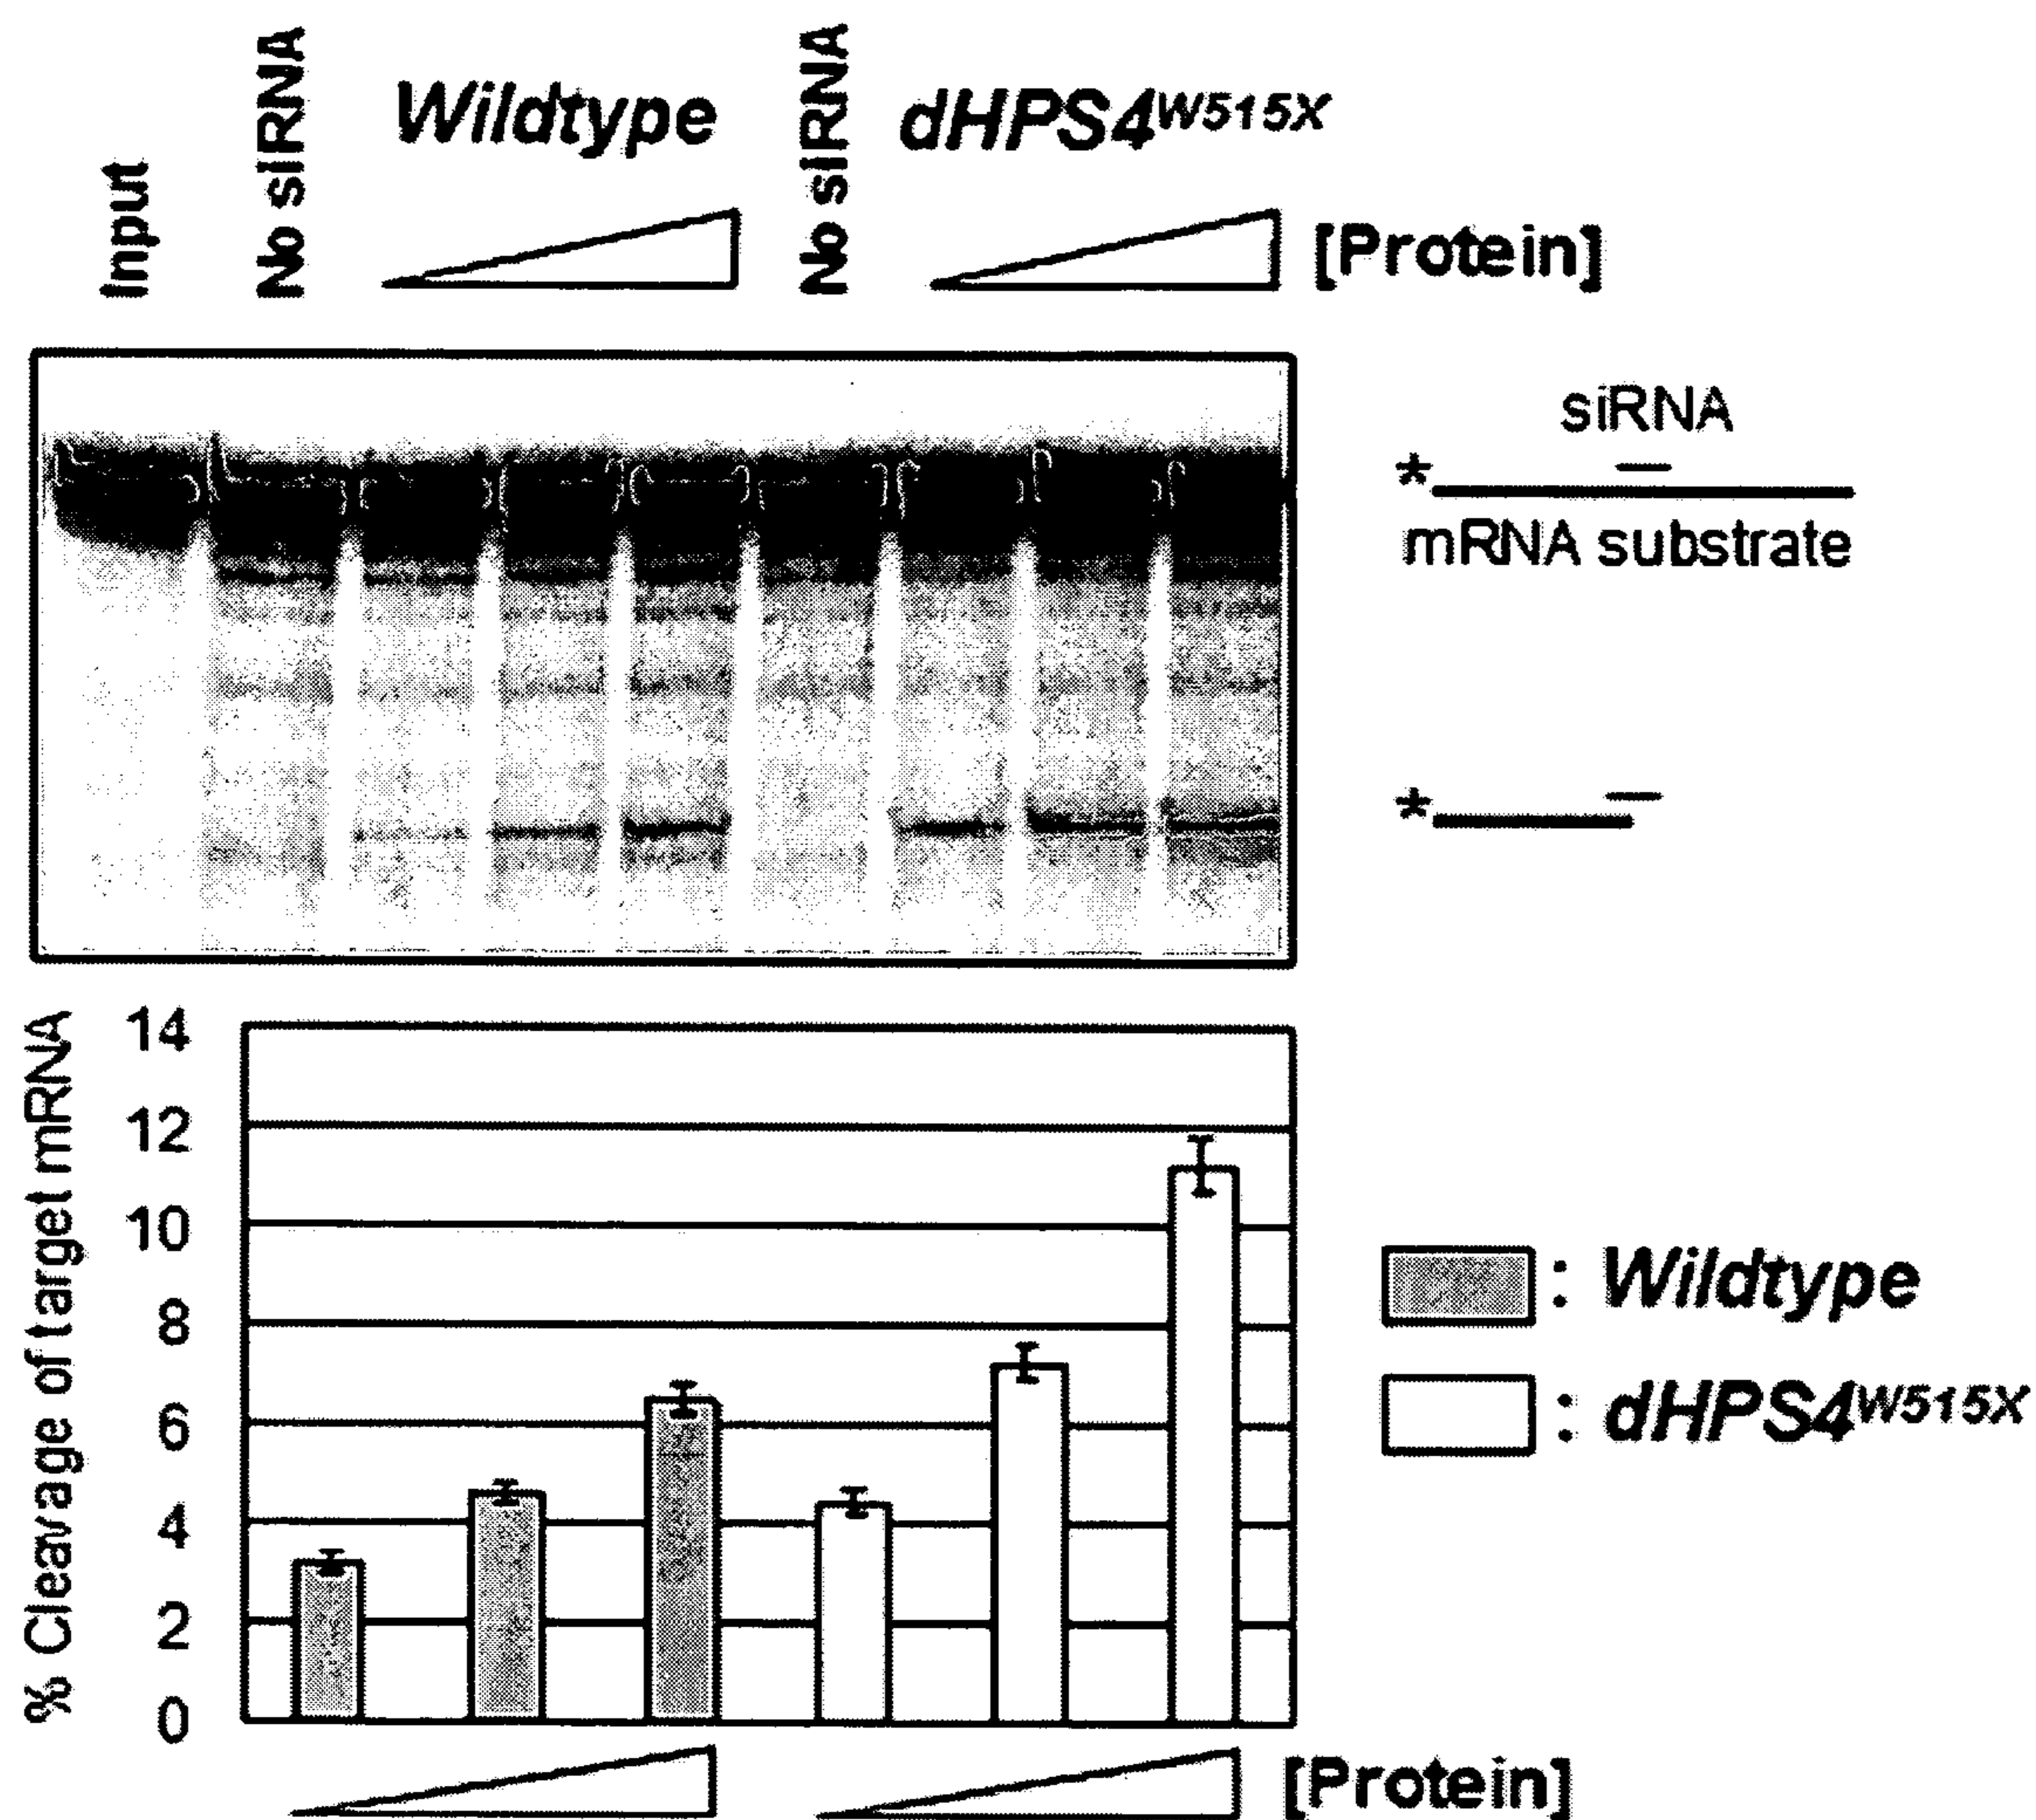 Input
No siRNA
Wildtype
No siRNA
dHPS4W515X
[Protein]
siRNA
*
mRNA substrate
*
% Cleavage of target mRNA
14
12
10
8
6
4
2
0
: Wildtype
: dHPS4W515X
[Protein]